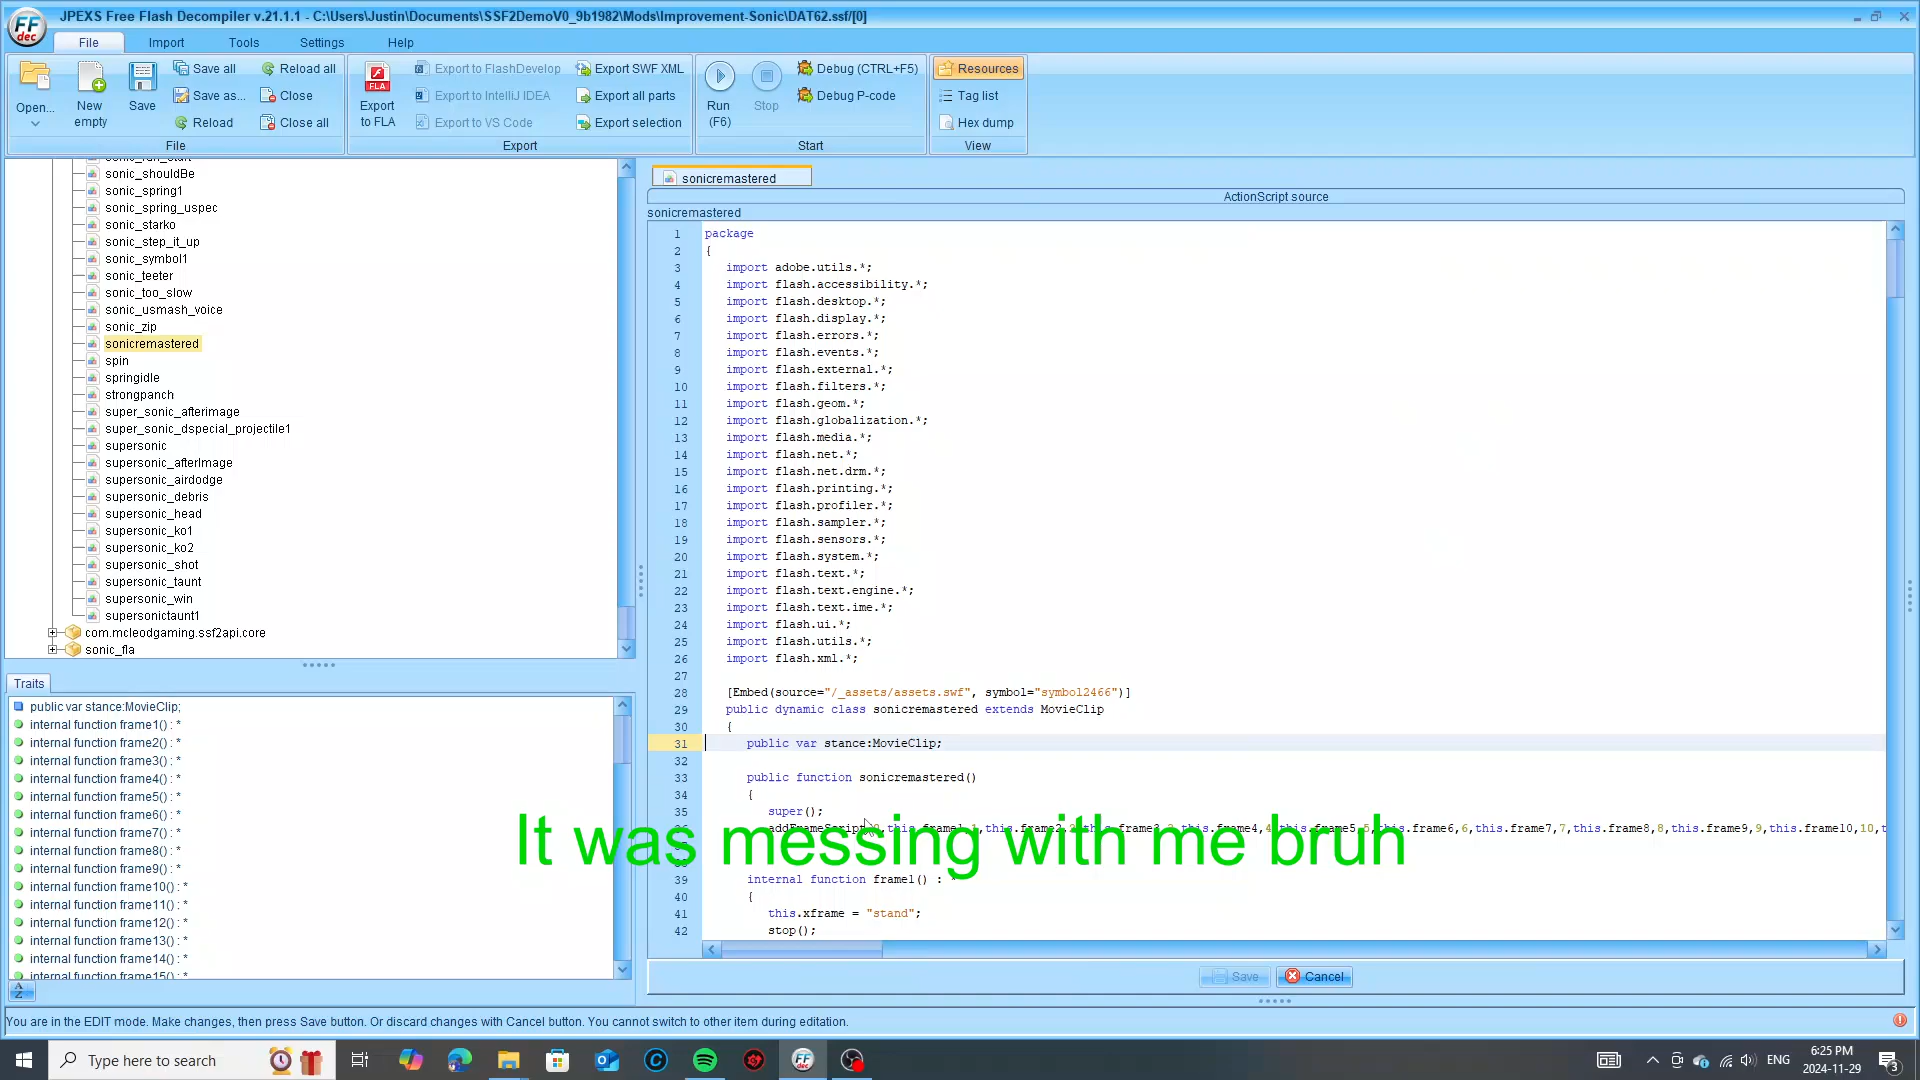 JPEXS Free Flash Decompiler v.21.1.1 - C:\Users\Justin\Documents\SSF2DemoV0_9b1982\Mods\Improvement-Sonic\DAT62.ssf/[0]
File
Import
Tools
Settings
Help
Open...
New empty
Save
Save all
Save as...
Reload
Reload all
Close
Close all
File
Export to FLA
Export to FlashDevelop
Export to IntelliJ IDEA
Export to VS Code
Export SWF XML
Export all parts
Export selection
Export
Run (F6)
Stop
Debug (CTRL+F5)
Debug P-code
Start
Resources
Tag list
Hex dump
View
sonic_shouldBe
sonic_spring1
sonic_spring_uspec
sonic_starko
sonic_step_it_up
sonic_symbol1
sonic_teeter
sonic_too_slow
sonic_usmash_voice
sonic_zip
sonicremastered
spin
springidle
strongpanch
super_sonic_afterimage
super_sonic_dspecial_projectile1
supersonic
supersonic_afterImage
supersonic_airdodge
supersonic_debris
supersonic_head
supersonic_ko1
supersonic_ko2
supersonic_shot
supersonic_taunt
supersonic_win
supersonictaunt1
com.mcleodgaming.ssf2api.core
sonic_fla
Traits
public var stance:MovieClip;
internal function frame1() : *
internal function frame2() : *
internal function frame3() : *
internal function frame4() : *
internal function frame5() : *
internal function frame6() : *
internal function frame7() : *
internal function frame8() : *
internal function frame9() : *
internal function frame10() : *
internal function frame11() : *
internal function frame12() : *
internal function frame13() : *
internal function frame14() : *
internal function frame15() : *
sonicremastered
ActionScript source
sonicremastered
1 package
2 {
3 import adobe.utils.*;
4 import flash.accessibility.*;
5 import flash.desktop.*;
6 import flash.display.*;
7 import flash.errors.*;
8 import flash.events.*;
9 import flash.external.*;
10 import flash.filters.*;
11 import flash.geom.*;
12 import flash.globalization.*;
13 import flash.media.*;
14 import flash.net.*;
15 import flash.net.drm.*;
16 import flash.printing.*;
17 import flash.profiler.*;
18 import flash.sampler.*;
19 import flash.sensors.*;
20 import flash.system.*;
21 import flash.text.*;
22 import flash.text.engine.*;
23 import flash.text.ime.*;
24 import flash.ui.*;
25 import flash.utils.*;
26 import flash.xml.*;
27
28 [Embed(source="/_assets/assets.swf", symbol="symbol2466")]
29 public dynamic class sonicremastered extends MovieClip
30 {
31 public var stance:MovieClip;
32
33 public function sonicremastered()
34 {
35 super();
It was messing with me bruh
39 internal function frame1() : *
40 {
41 this.xframe = "stand";
42 stop();
Save
Cancel
You are in the EDIT mode. Make changes, then press Save button. Or discard changes with Cancel button. You cannot switch to other item during editation.
Type here to search
ENG
6:25 PM
2024-11-29
3